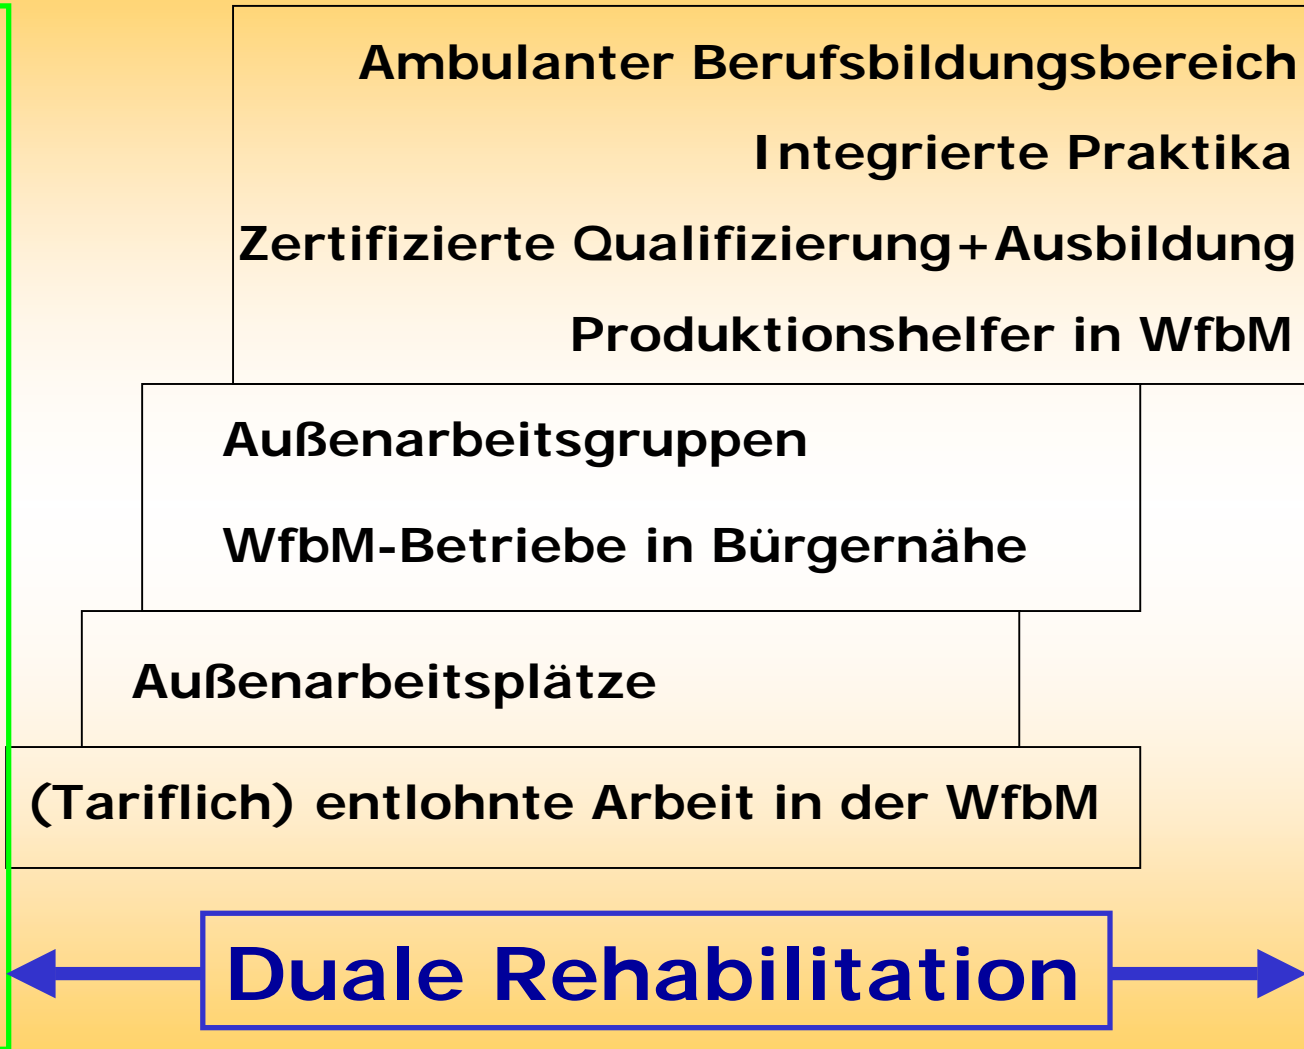 Ambulanter Berufsbildungsbereich
Integrierte Praktika
Zertifizierte Qualifizierung+Ausbildung
Produktionshelfer in WfbM
Außenarbeitsgruppen
WfbM-Betriebe in Bürgernähe
Außenarbeitsplätze
(Tariflich) entlohnte Arbeit in der WfbM
Duale Rehabilitation